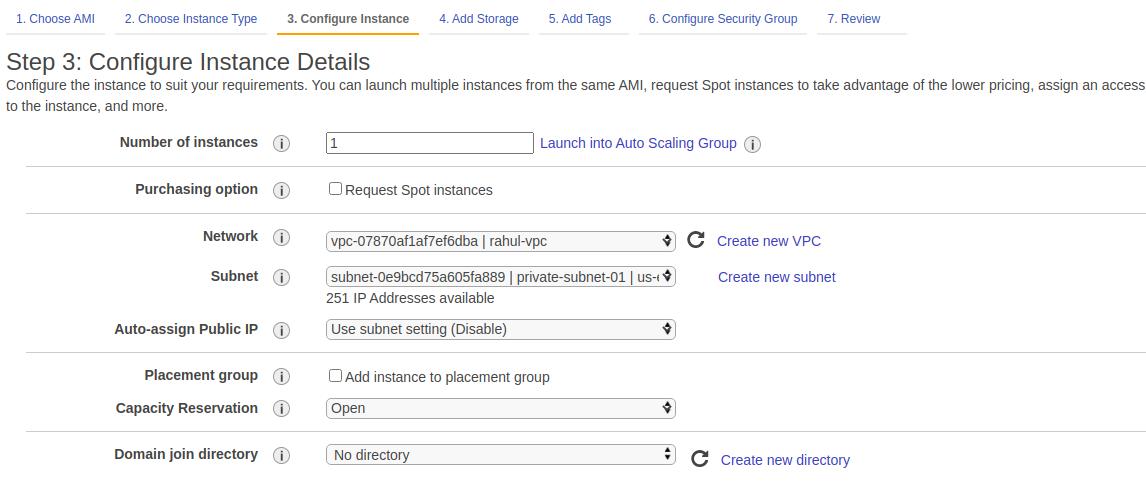 1. Choose AMI 2. Choose Instance Type 3. Configure Instance 4. Add Storage 5. Add Tags 6. Configure Security Group 7. Review
Step 3: Configure Instance Details
Configure the instance to suit your requirements. You can launch multiple instances from the same AMI, request Spot instances to take advantage of the lower pricing, assign an access
to the instance, and more.
Number of instances i 1 Launch into Auto Scaling Group i
Purchasing option i Request Spot instances
Network i vpc-07870af1af7ef6dba | rahul-vpc Create new VPC
Subnet i subnet-0e9bcd75a605fa889 | private-subnet-01 | us- Create new subnet
251 IP Addresses available
Auto-assign Public IP i Use subnet setting (Disable)
Placement group i Add instance to placement group
Capacity Reservation i Open
Domain join directory i No directory Create new directory